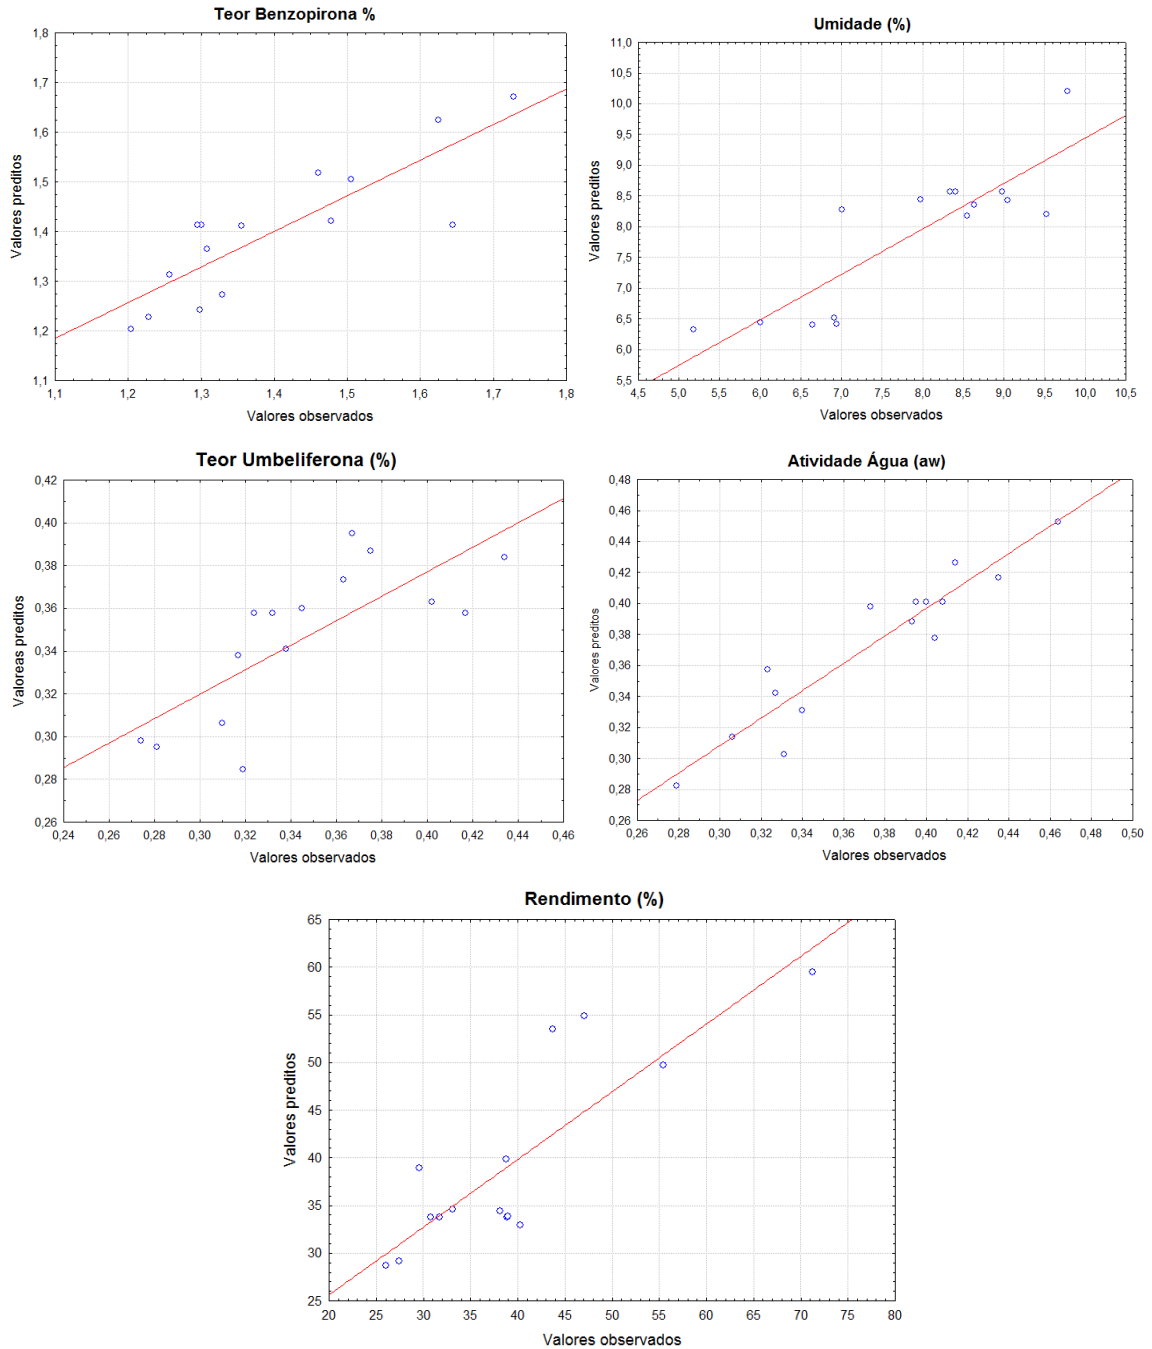 Teor Benzopirona %
1,8
1,7
1,6
1,5
1,4
1,3
1,2
1,1
Valores preditos
1,1 1,2 1,3 1,4 1,5 1,6 1,7 1,8
Valores observados
Umidade (%)
11,0
10,5
10,0
9,5
9,0
8,5
8,0
7,5
7,0
6,5
6,0
5,5
Valores preditos
4,5 5,0 5,5 6,0 6,5 7,0 7,5 8,0 8,5 9,0 9,5 10,0 10,5
Valores observados
Teor Umbeliferona (%)
0,42
0,40
0,38
0,36
0,34
0,32
0,30
0,28
0,26
Valoreas preditos
0,24 0,26 0,28 0,30 0,32 0,34 0,36 0,38 0,40 0,42 0,44 0,46
Valores observados
Atividade Água (aw)
0,48
0,46
0,44
0,42
0,40
0,38
0,36
0,34
0,32
0,30
0,28
0,26
Valores preditos
0,26 0,28 0,30 0,32 0,34 0,36 0,38 0,40 0,42 0,44 0,46 0,48 0,50
Valores observados
Rendimento (%)
65
60
55
50
45
40
35
30
25
Valores preditos
20 25 30 35 40 45 50 55 60 65 70 75 80
Valores observados